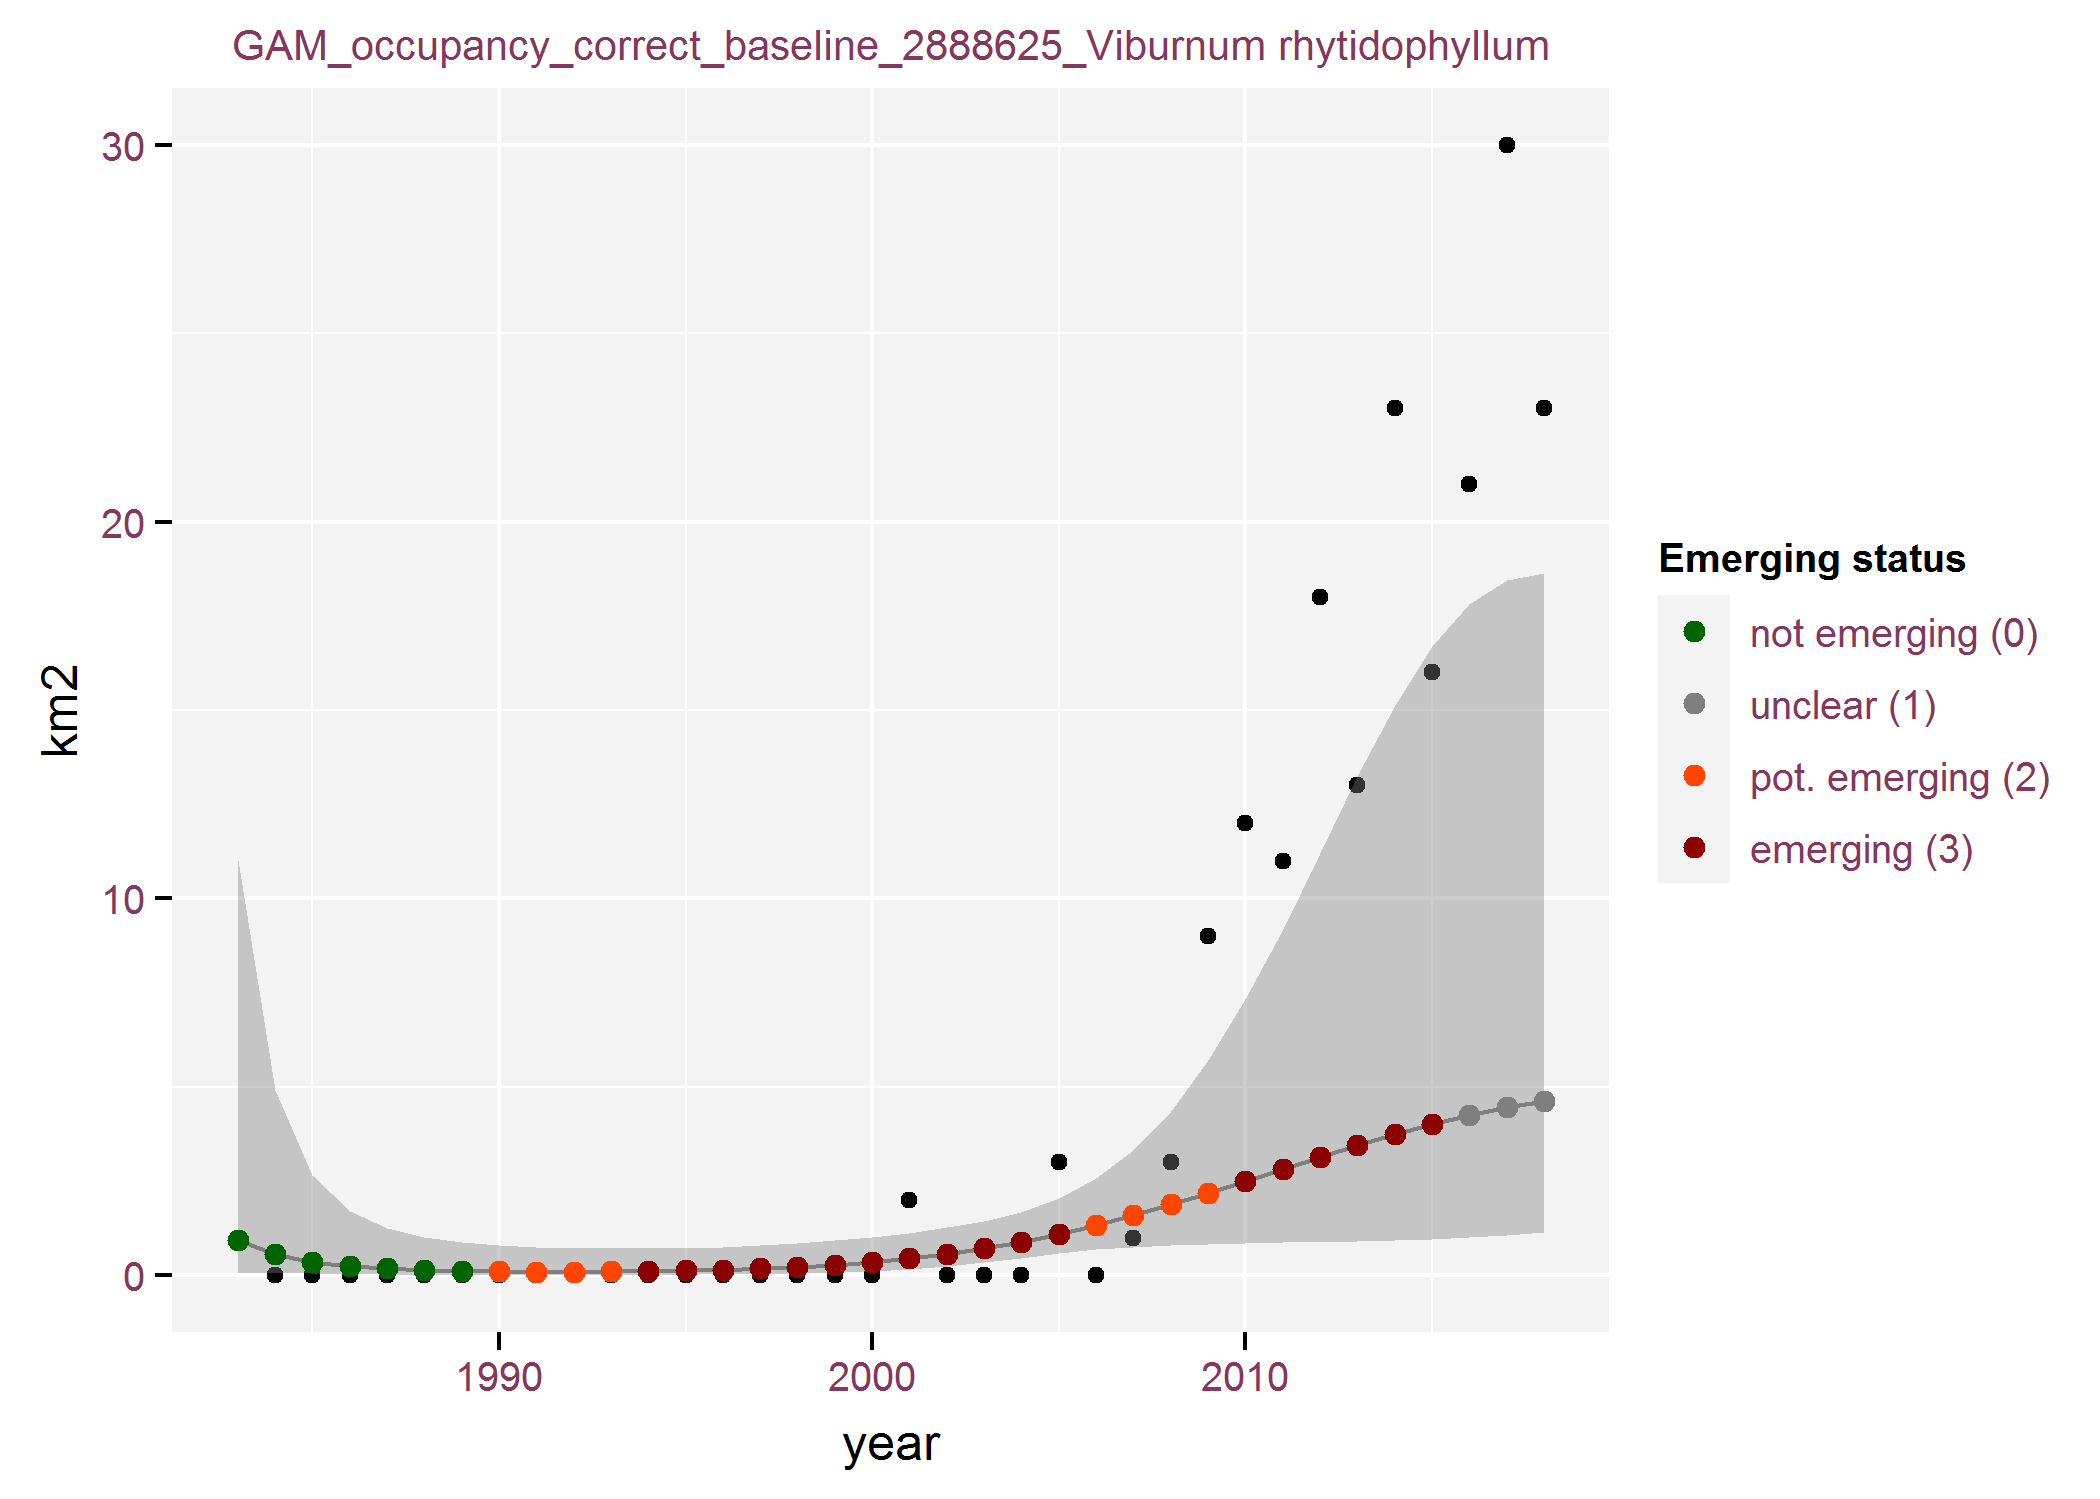 GAM_occupancy_correct_baseline_2888625_Viburnum rhytidophyllum
30
20
10
0
km2
1990
2000
2010
year
Emerging status
not emerging (0)
unclear (1)
pot. emerging (2)
emerging (3)